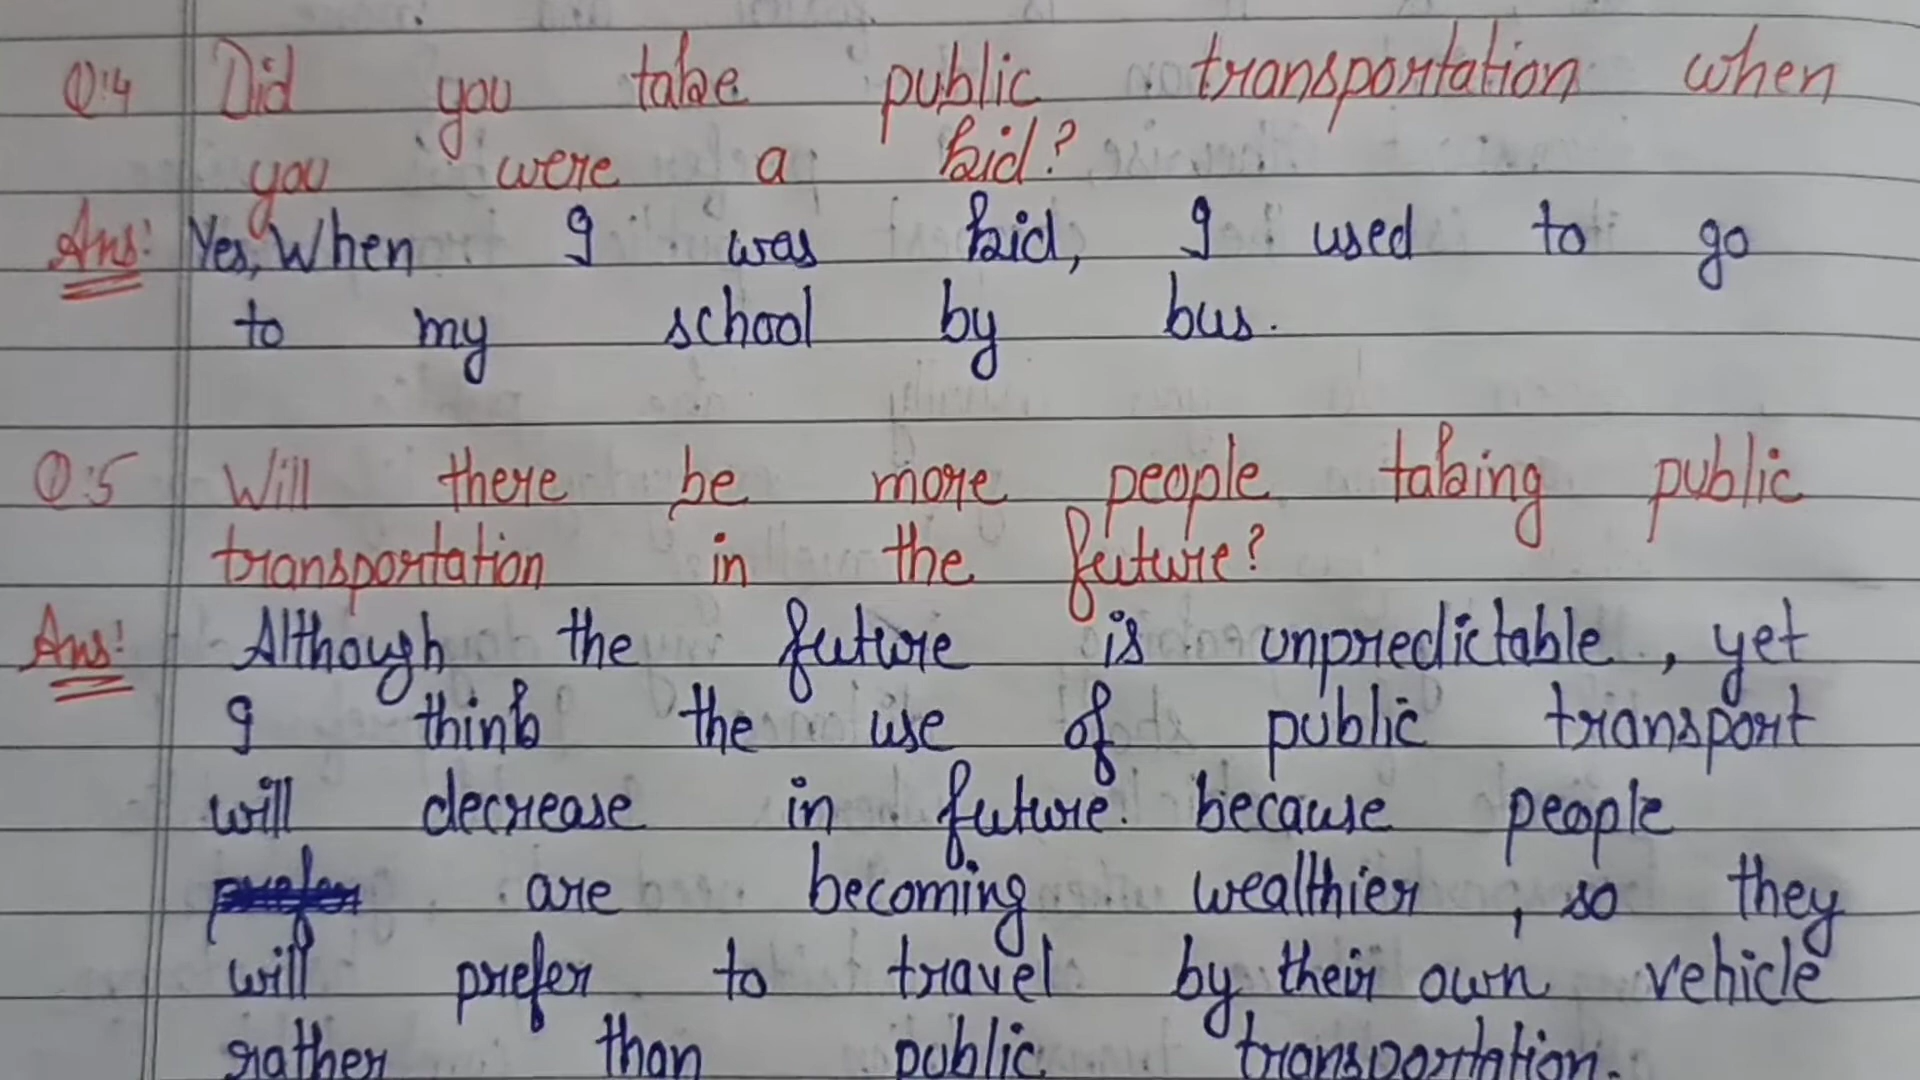 Q:4 Did you take public transportation when
you were a kid?
Ans: Yes, When I was kid, I used to go
to my school by bus.
Q:5 Will there be more people taking public
transportation in the future?
Ans: Although the future is unpredictable, yet
I think the use of public transport
will decrease in future. because people
are becoming wealthier, so they
will prefer to travel by their own vehicle
rather than public transportation.